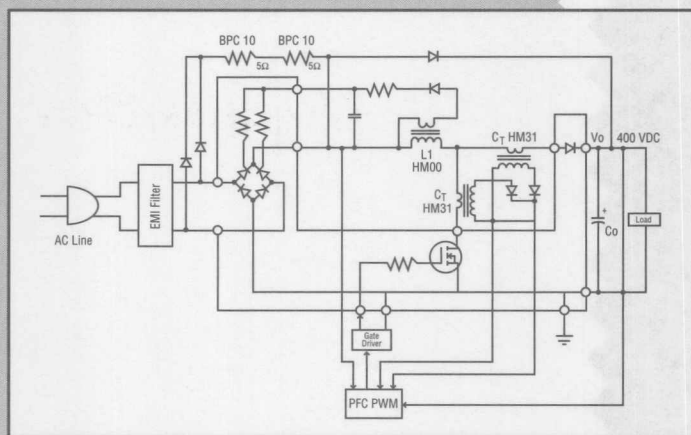 BPC 10 BPC 10
5Ω 5Ω
L1
HM00
CT HM31
Vo 400 VDC
CT
HM31
EMI Filter
AC Line
+
Co
Load
Gate
Driver
PFC PWM